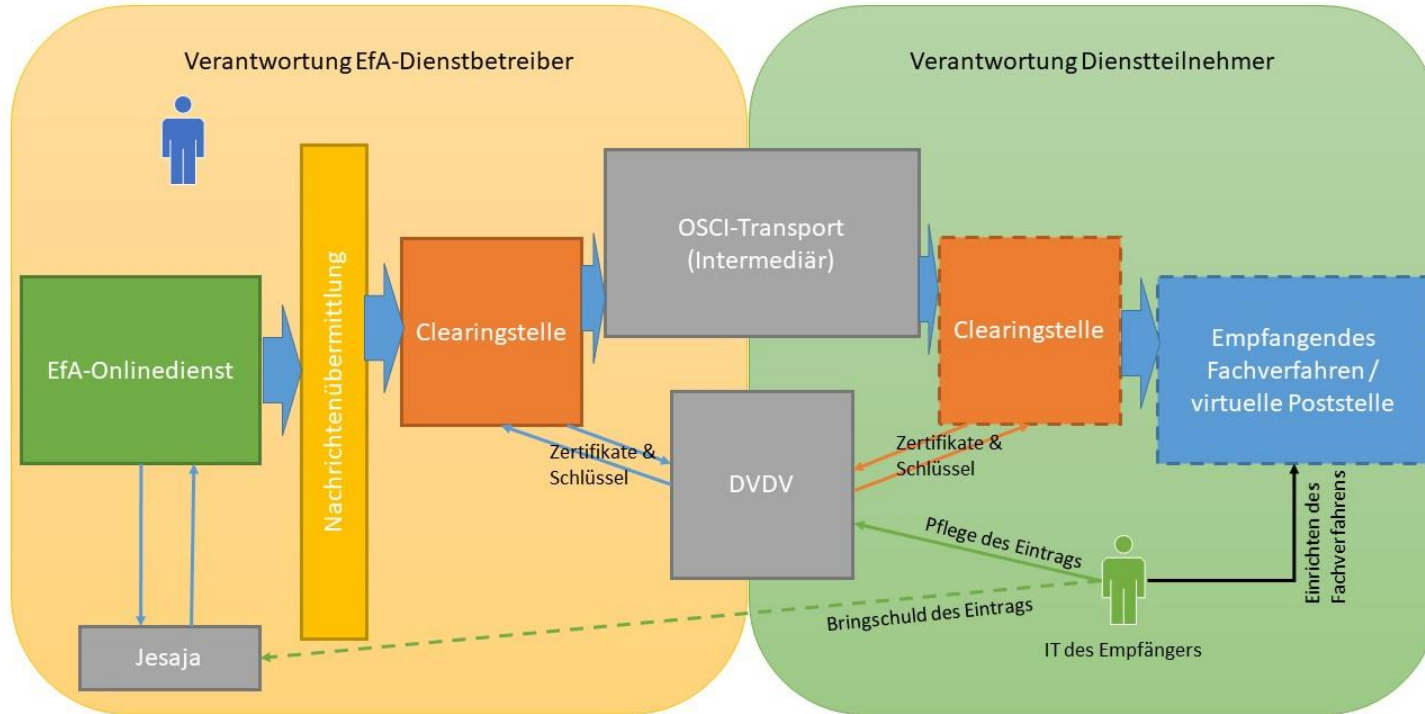 Verantwortung EfA-Dienstbetreiber
Verantwortung Dienstteilnehmer
EfA-Onlinedienst
Nachrichtenübermittlung
Clearingstelle
OSCI-Transport
(Intermediär)
Clearingstelle
Empfangendes
Fachverfahren /
virtuelle Poststelle
Zertifikate &
Schlüssel
DVDV
Zertifikate &
Schlüssel
Pflege des Eintrags
Bringschuld des Eintrags
Einrichten des
Fachverfahrens
Jesaja
IT des Empfängers